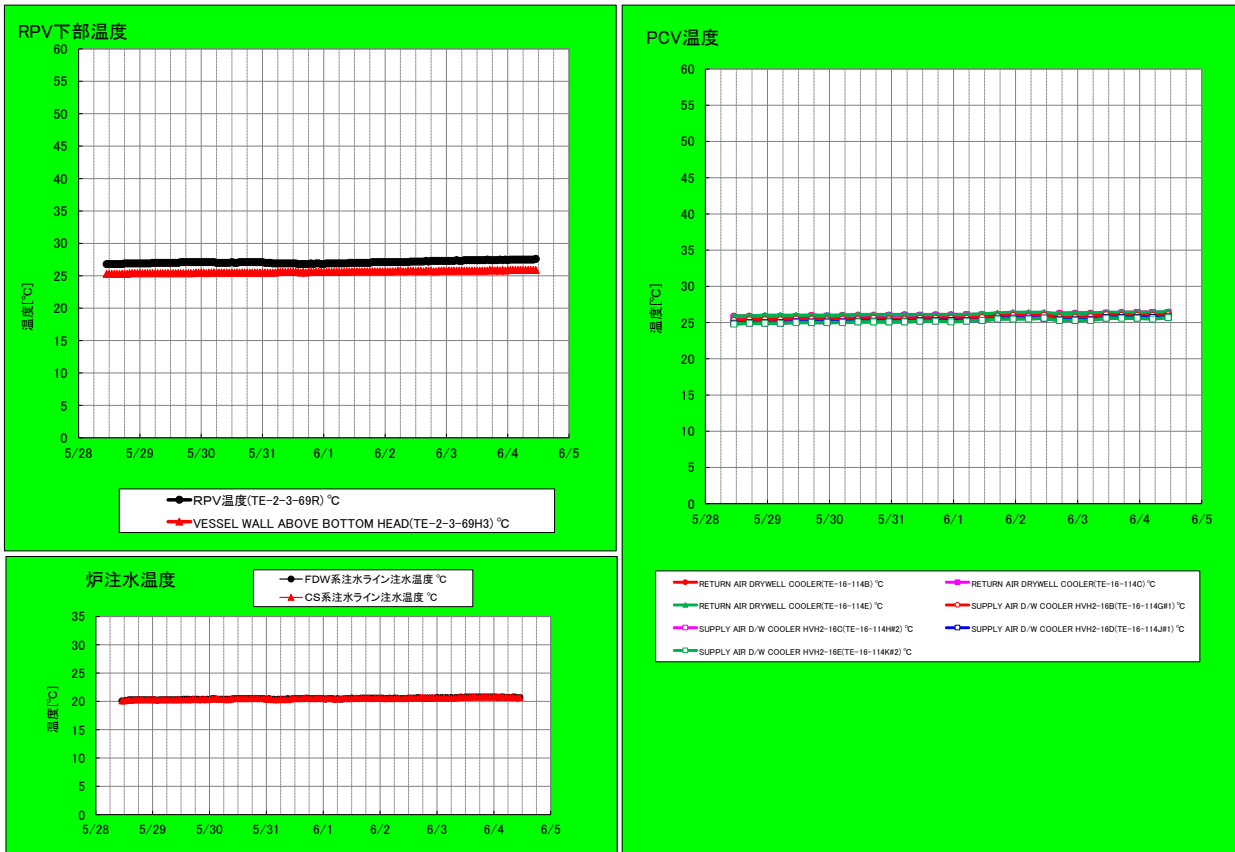 RPV下部温度
60
55
50
45
40
35
30
25
20
15
10
5
0
温度[℃]
5/28 5/29 5/30 5/31 6/1 6/2 6/3 6/4 6/5
RPV温度(TE-2-3-69R) ℃
VESSEL WALL ABOVE BOTTOM HEAD(TE-2-3-69H3) ℃
炉注水温度
FDW系注水ライン注水温度 ℃
CS系注水ライン注水温度 ℃
35
30
25
20
15
10
5
0
温度[℃]
5/28 5/29 5/30 5/31 6/1 6/2 6/3 6/4 6/5
PCV温度
60
55
50
45
40
35
30
25
20
15
10
5
0
温度[℃]
5/28 5/29 5/30 5/31 6/1 6/2 6/3 6/4 6/5
RETURN AIR DRYWELL COOLER(TE-16-114B) ℃
RETURN AIR DRYWELL COOLER(TE-16-114C) ℃
RETURN AIR DRYWELL COOLER(TE-16-114E) ℃
SUPPLY AIR D/W COOLER HVH2-16B(TE-16-114G#1) ℃
SUPPLY AIR D/W COOLER HVH2-16C(TE-16-114H#2) ℃
SUPPLY AIR D/W COOLER HVH2-16D(TE-16-114J#1) ℃
SUPPLY AIR D/W COOLER HVH2-16E(TE-16-114K#2) ℃